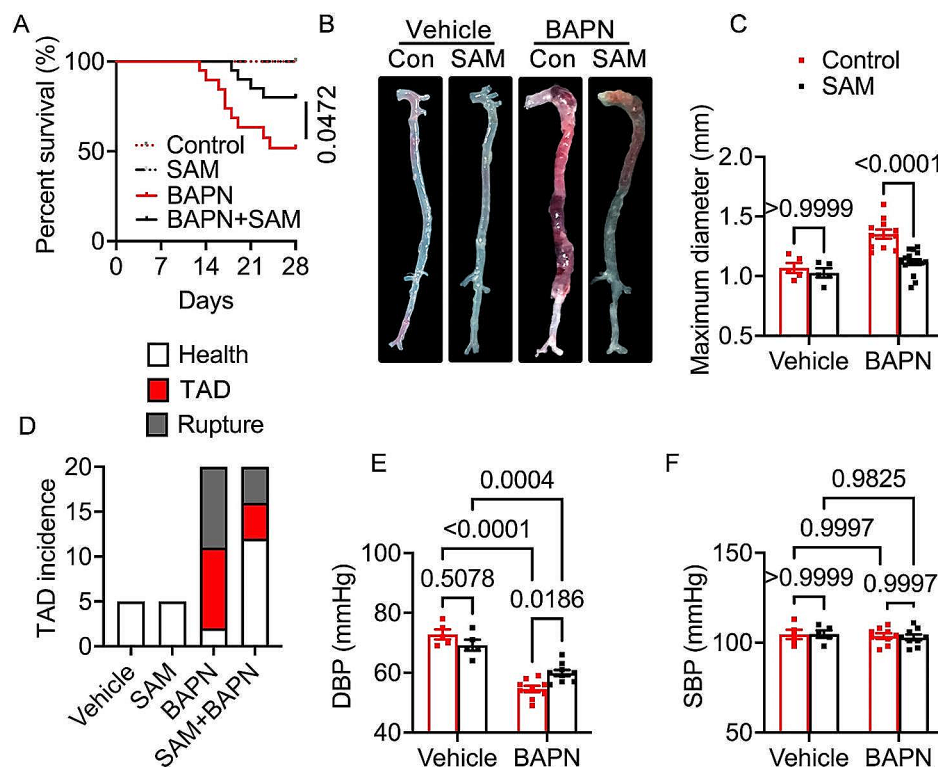 A
Percent survival (%)
100
50
0
0 7 14 21 28
Days
Control
SAM
BAPN
BAPN+SAM
0.0472
B
Vehicle BAPN
Con SAM Con SAM
C
Control
SAM
Maximum diameter (mm)
2.0
1.5
1.0
0.5
>0.9999
<0.0001
Vehicle BAPN
Health
TAD
Rupture
D
TAD incidence
20
15
10
5
0
Vehicle
SAM
BAPN
SAM+BAPN
E
DBP (mmHg)
100
80
60
40
0.0004
<0.0001
0.5078
0.0186
Vehicle BAPN
F
SBP (mmHg)
150
100
50
0.9825
0.9997
>0.9999
0.9997
Vehicle BAPN